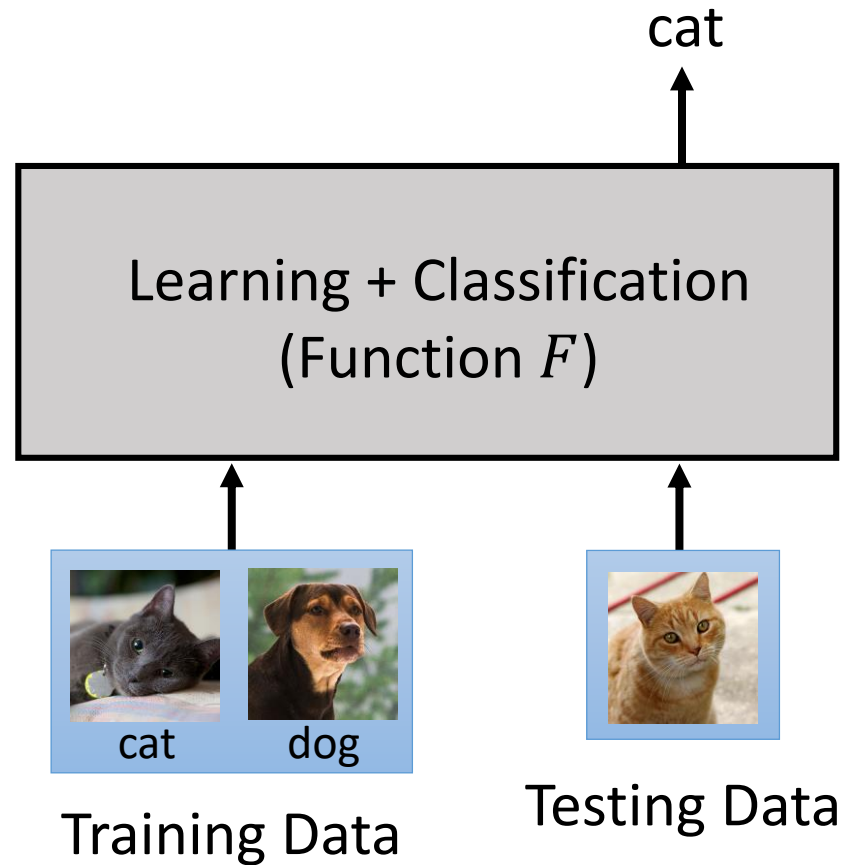 cat
Learning + Classification
(Function F)
cat dog
Training Data
Testing Data